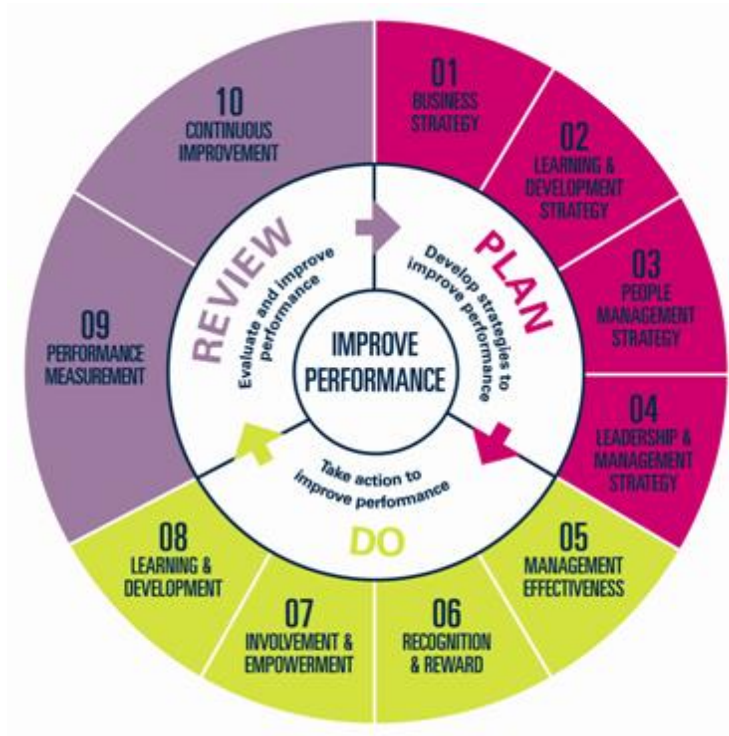 01
BUSINESS
STRATEGY
02
LEARNING &
DEVELOPMENT
STRATEGY
03
PEOPLE
MANAGEMENT
STRATEGY
04
LEADERSHIP &
MANAGEMENT
STRATEGY
05
MANAGEMENT
EFFECTIVENESS
06
RECOGNITION
& REWARD
07
INVOLVEMENT &
EMPOWERMENT
08
LEARNING &
DEVELOPMENT
09
PERFORMANCE
MEASUREMENT
10
CONTINUOUS
IMPROVEMENT
PLAN
Develop strategies to
improve performance
DO
Take action to
improve performance
REVIEW
Evaluate and improve
performance
IMPROVE
PERFORMANCE